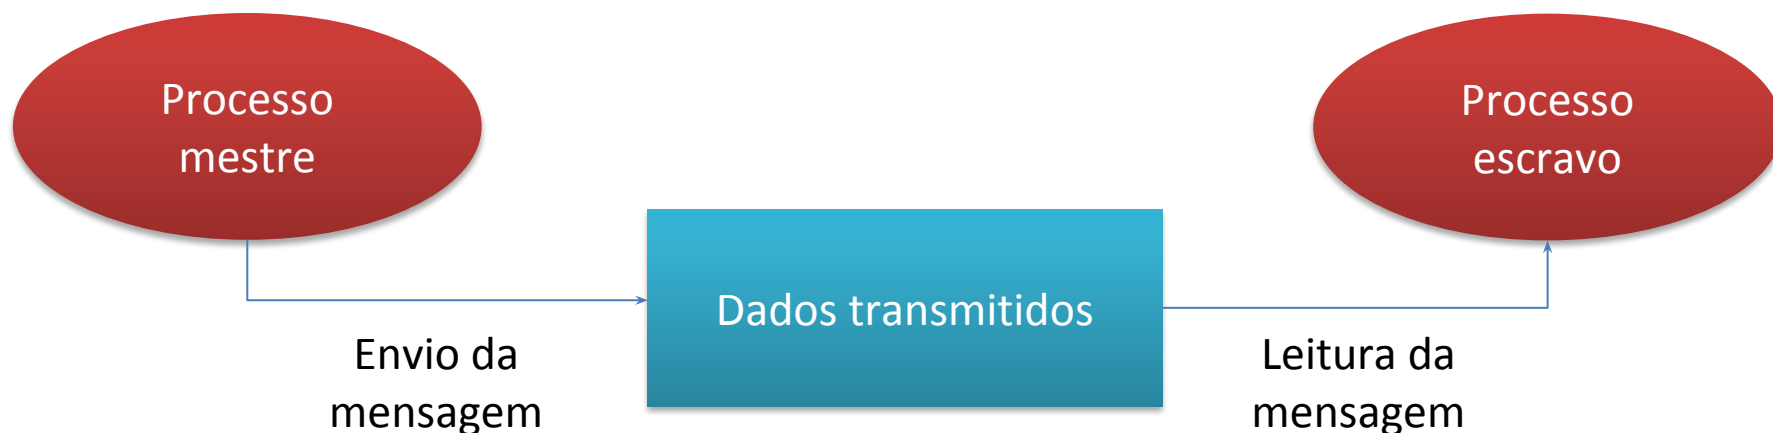 Processo
mestre
Processo
escravo
Dados transmitidos
Envio da
mensagem
Leitura da
mensagem